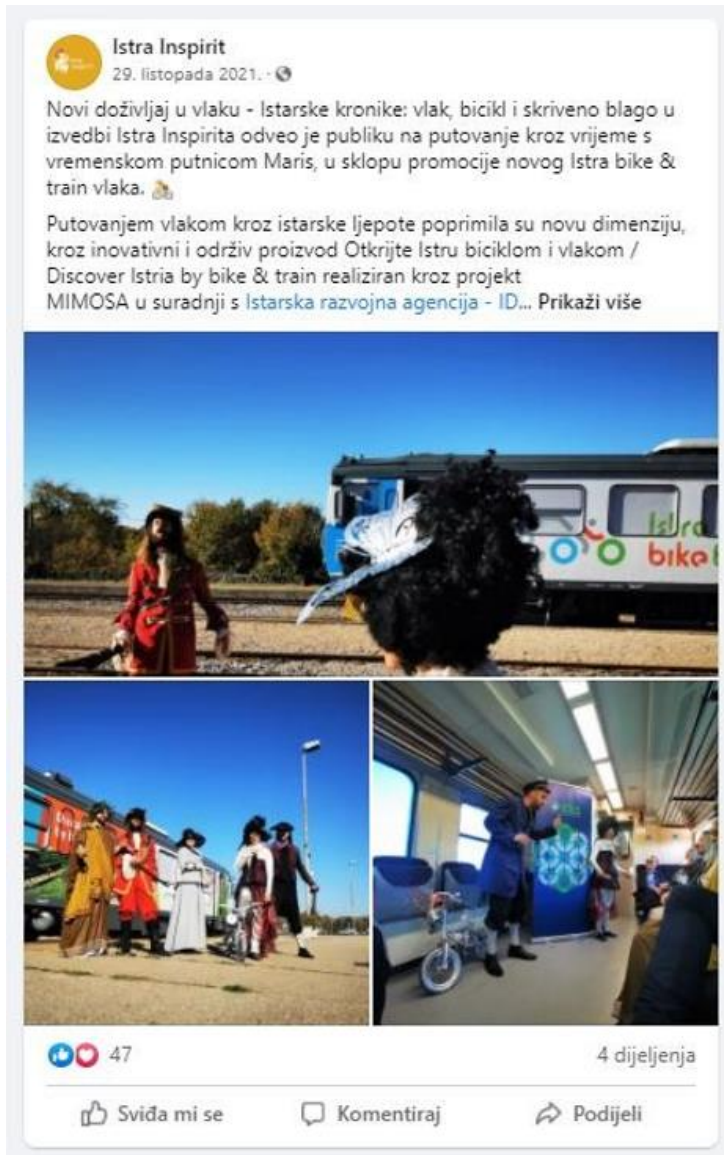 Istra Inspirit
29. listopada 2021. ·
Novi doživljaj u vlaku - Istarske kronike: vlak, bicikl i skriveno blago u
izvedbi Istra Inspirita odveo je publiku na putovanje kroz vrijeme s
vremenskom putnicom Maris, u sklopu promocije novog Istra bike &
train vlaka.
Putovanjem vlakom kroz istarske ljepote poprimila su novu dimenziju,
kroz inovativni i održiv proizvod Otkrijte Istru biciklom i vlakom /
Discover Istria by bike & train realiziran kroz projekt
MIMOSA u suradnji s Istarska razvojna agencija - ID... Prikaži više
Istra
bike
47
4 dijeljenja
Sviđa mi se
Komentiraj
Podijeli